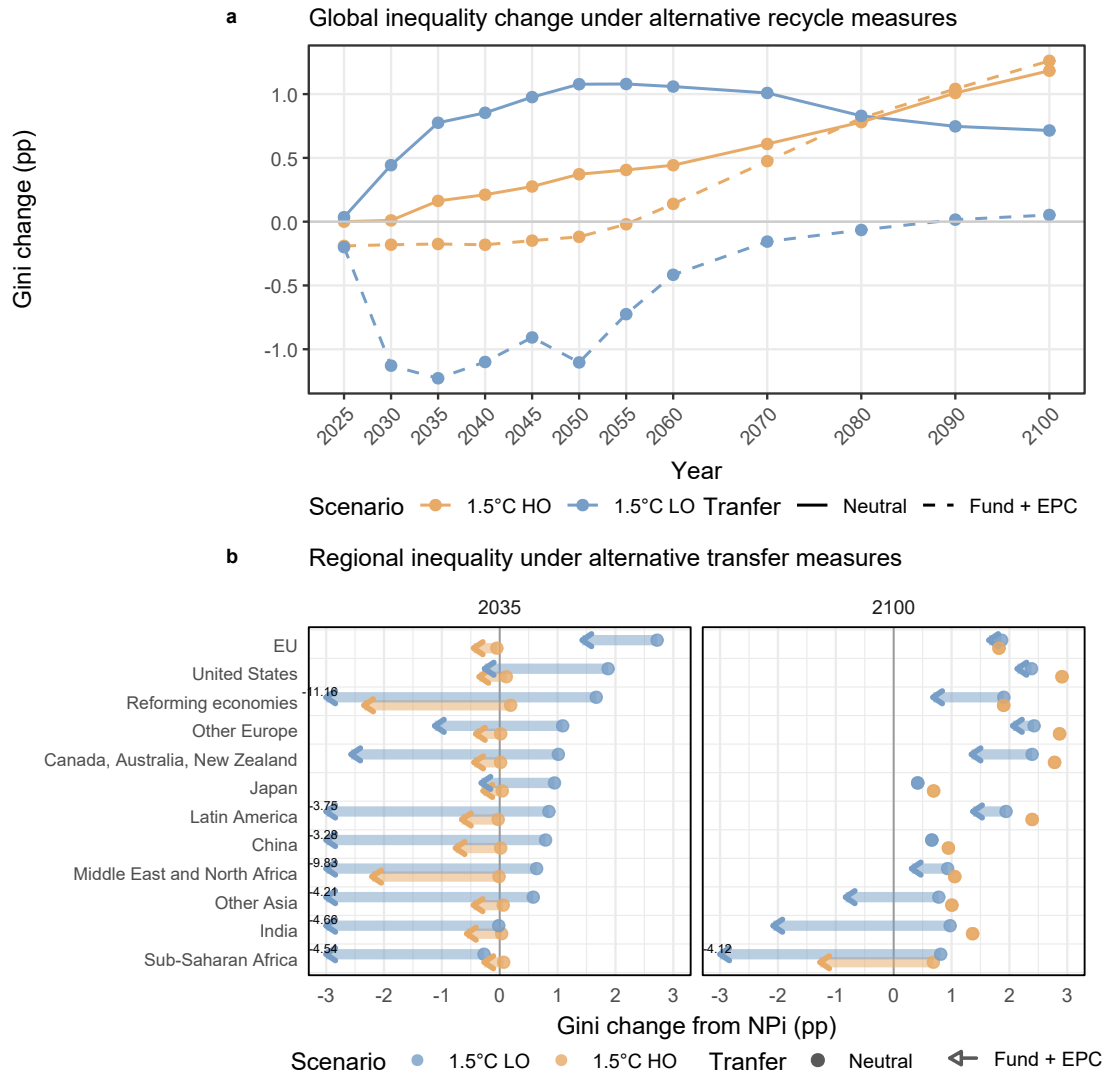 a Global inequality change under alternative recycle measures
Gini change (pp)
1.0
0.5
0.0
-0.5
-1.0
2025 2030 2035 2040 2045 2050 2055 2060 2070 2080 2090 2100
Year
Scenario 1.5°C HO 1.5°C LO Tranfer Neutral Fund + EPC
b Regional inequality under alternative transfer measures
2035 2100
EU
United States
-11.16
Reforming economies
Other Europe
Canada, Australia, New Zealand
Japan
-3.75
Latin America
-3.28
China
-9.83
Middle East and North Africa
-4.21
Other Asia
-4.66
India
-4.54 -4.12
Sub-Saharan Africa
-3 -2 -1 0 1 2 3 -3 -2 -1 0 1 2 3
Gini change from NPi (pp)
Scenario 1.5°C LO 1.5°C HO Tranfer Neutral Fund + EPC